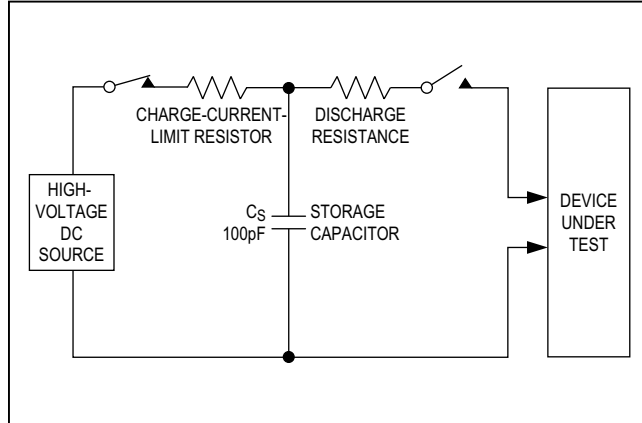 CHARGE-CURRENT-
LIMIT RESISTOR
DISCHARGE
RESISTANCE
HIGH-
VOLTAGE
DC
SOURCE
CS
100pF
STORAGE
CAPACITOR
DEVICE
UNDER
TEST